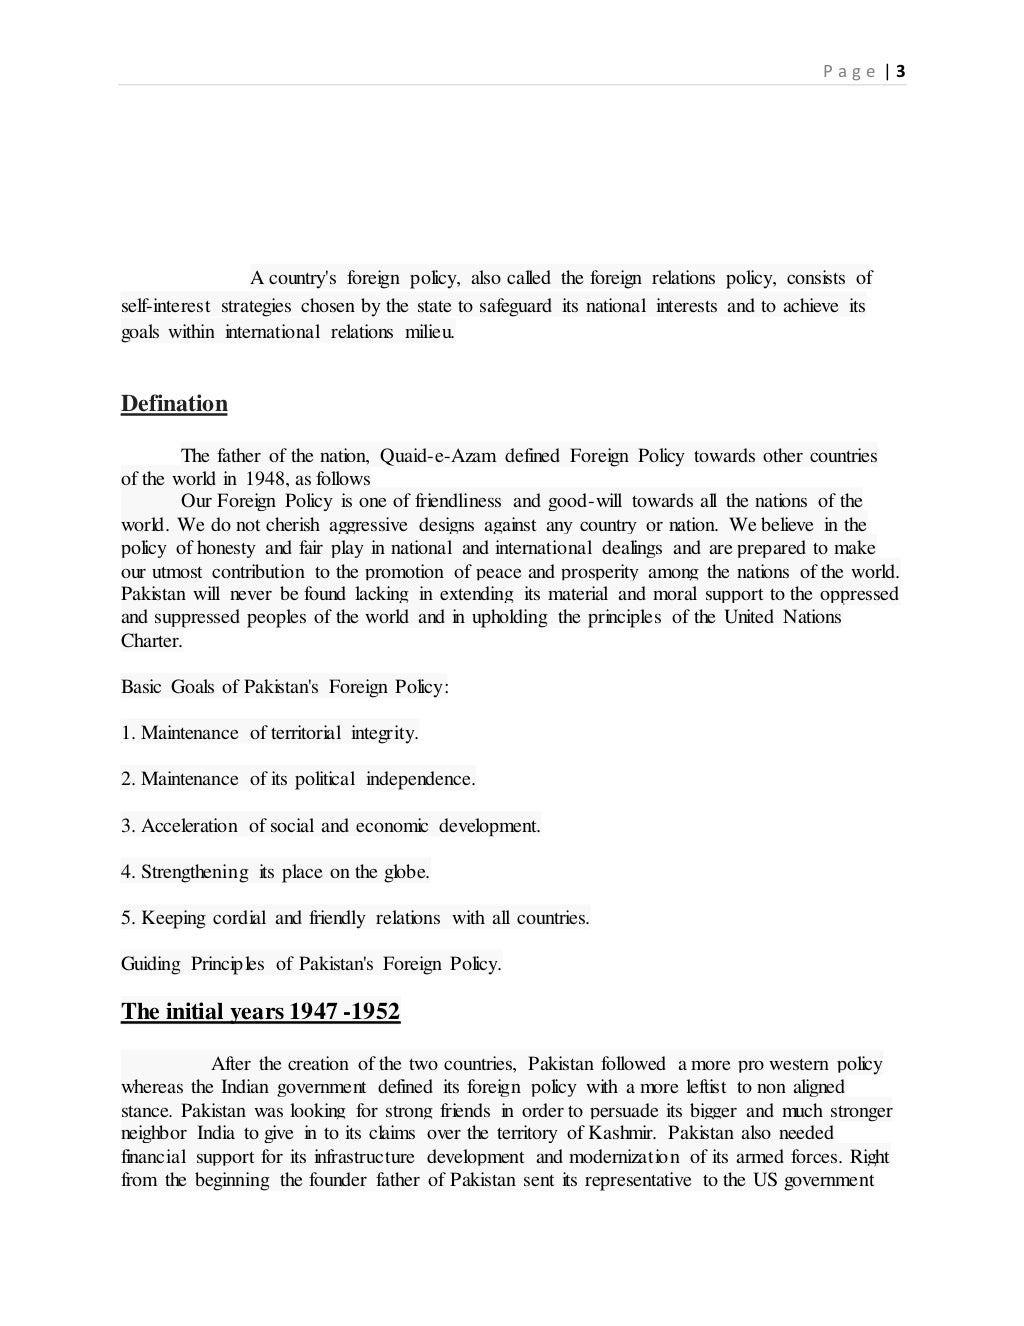 Page | 3
A country's foreign policy, also called the foreign relations policy, consists of
self-interest strategies chosen by the state to safeguard its national interests and to achieve its
goals within international relations milieu.
Defination
The father of the nation, Quaid-e-Azam defined Foreign Policy towards other countries
of the world in 1948, as follows
Our Foreign Policy is one of friendliness and good-will towards all the nations of the
world. We do not cherish aggressive designs against any country or nation. We believe in the
policy of honesty and fair play in national and international dealings and are prepared to make
our utmost contribution to the promotion of peace and prosperity among the nations of the world.
Pakistan will never be found lacking in extending its material and moral support to the oppressed
and suppressed peoples of the world and in upholding the principles of the United Nations
Charter.
Basic Goals of Pakistan's Foreign Policy:
1. Maintenance of territorial integrity.
2. Maintenance of its political independence.
3. Acceleration of social and economic development.
4. Strengthening its place on the globe.
5. Keeping cordial and friendly relations with all countries.
Guiding Principles of Pakistan's Foreign Policy.
The initial years 1947 -1952
After the creation of the two countries, Pakistan followed a more pro western policy
whereas the Indian government defined its foreign policy with a more leftist to non aligned
stance. Pakistan was looking for strong friends in order to persuade its bigger and much stronger
neighbor India to give in to its claims over the territory of Kashmir. Pakistan also needed
financial support for its infrastructure development and modernization of its armed forces. Right
from the beginning the founder father of Pakistan sent its representative to the US government